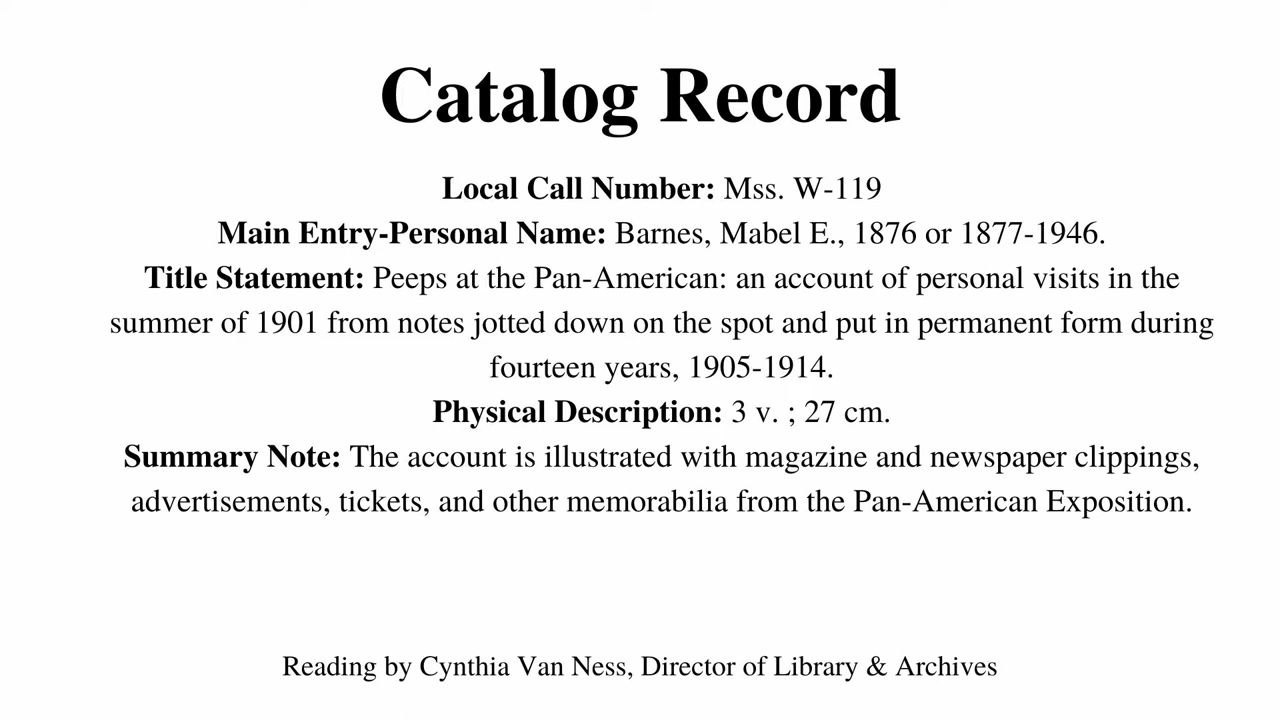 Catalog Record
Local Call Number: Mss. W-119
Main Entry-Personal Name: Barnes, Mabel E., 1876 or 1877-1946.
Title Statement: Peeps at the Pan-American: an account of personal visits in the
summer of 1901 from notes jotted down on the spot and put in permanent form during
fourteen years, 1905-1914.
Physical Description: 3 v. ; 27 cm.
Summary Note: The account is illustrated with magazine and newspaper clippings,
advertisements, tickets, and other memorabilia from the Pan-American Exposition.
Reading by Cynthia Van Ness, Director of Library & Archives